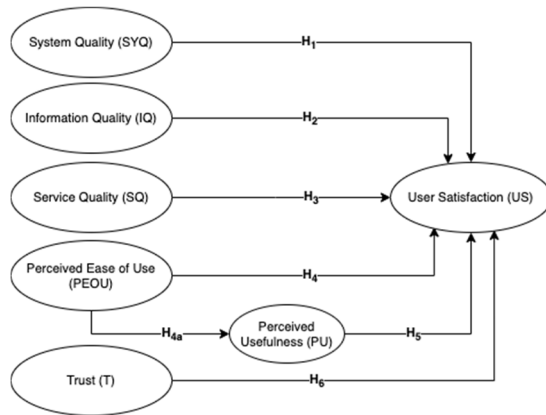 System Quality (SYQ)
H₁
Information Quality (IQ)
H₂
Service Quality (SQ)
H₃
User Satisfaction (US)
Perceived Ease of Use
(PEOU)
H₄
H₄ₐ
Perceived
Usefulness (PU)
H₅
Trust (T)
H₆